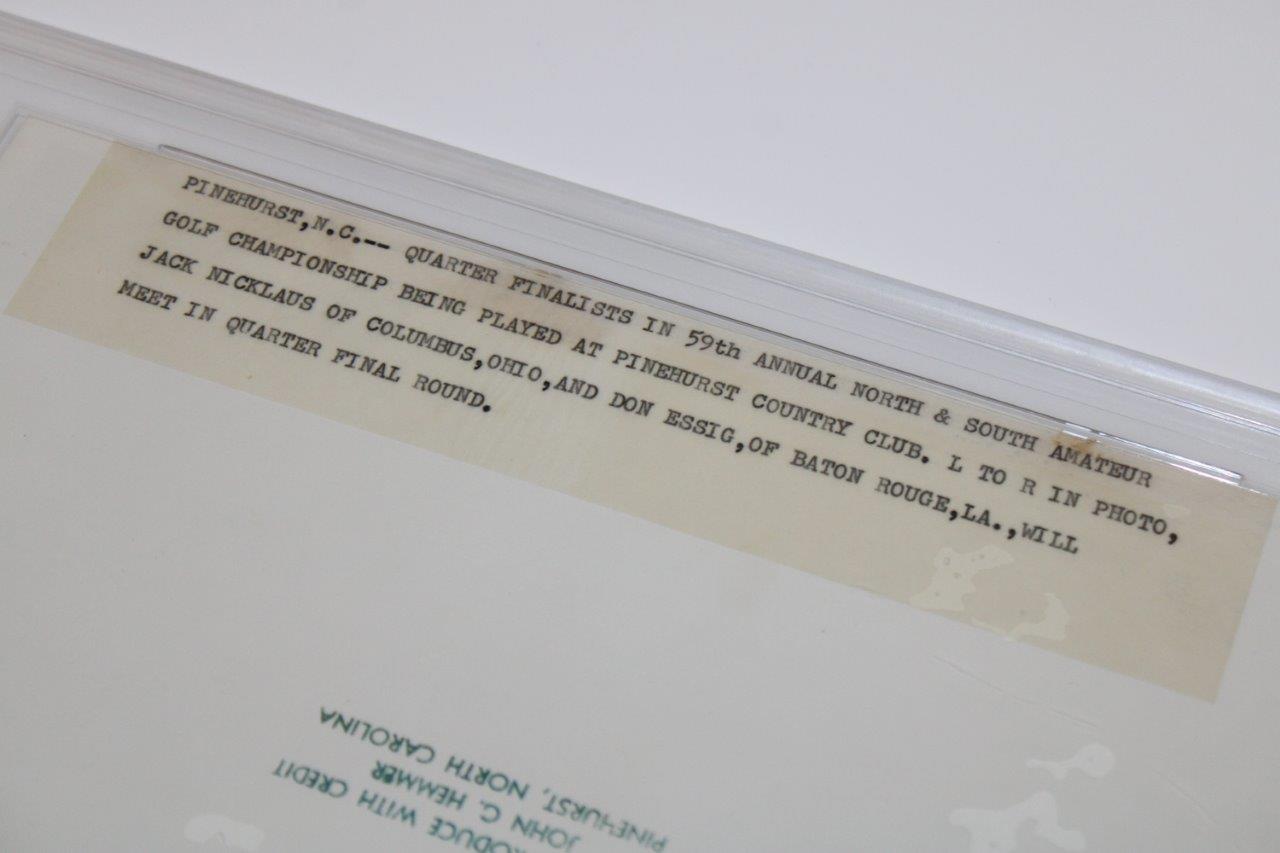 PINEHURST,N.C.-- QUARTER FINALISTS IN 59th ANNUAL NORTH & SOUTH AMATEUR
GOLF CHAMPIONSHIP BEING PLAYED AT PINEHURST COUNTRY CLUB. L TO R IN PHOTO,
JACK NICKLAUS OF COLUMBUS,OHIO,AND DON ESSIG,OF BATON ROUGE,LA.,WILL
MEET IN QUARTER FINAL ROUND.
WITH CREDIT
JOHN C. HEMMER
PINEHURST, NORTH CAROLINA